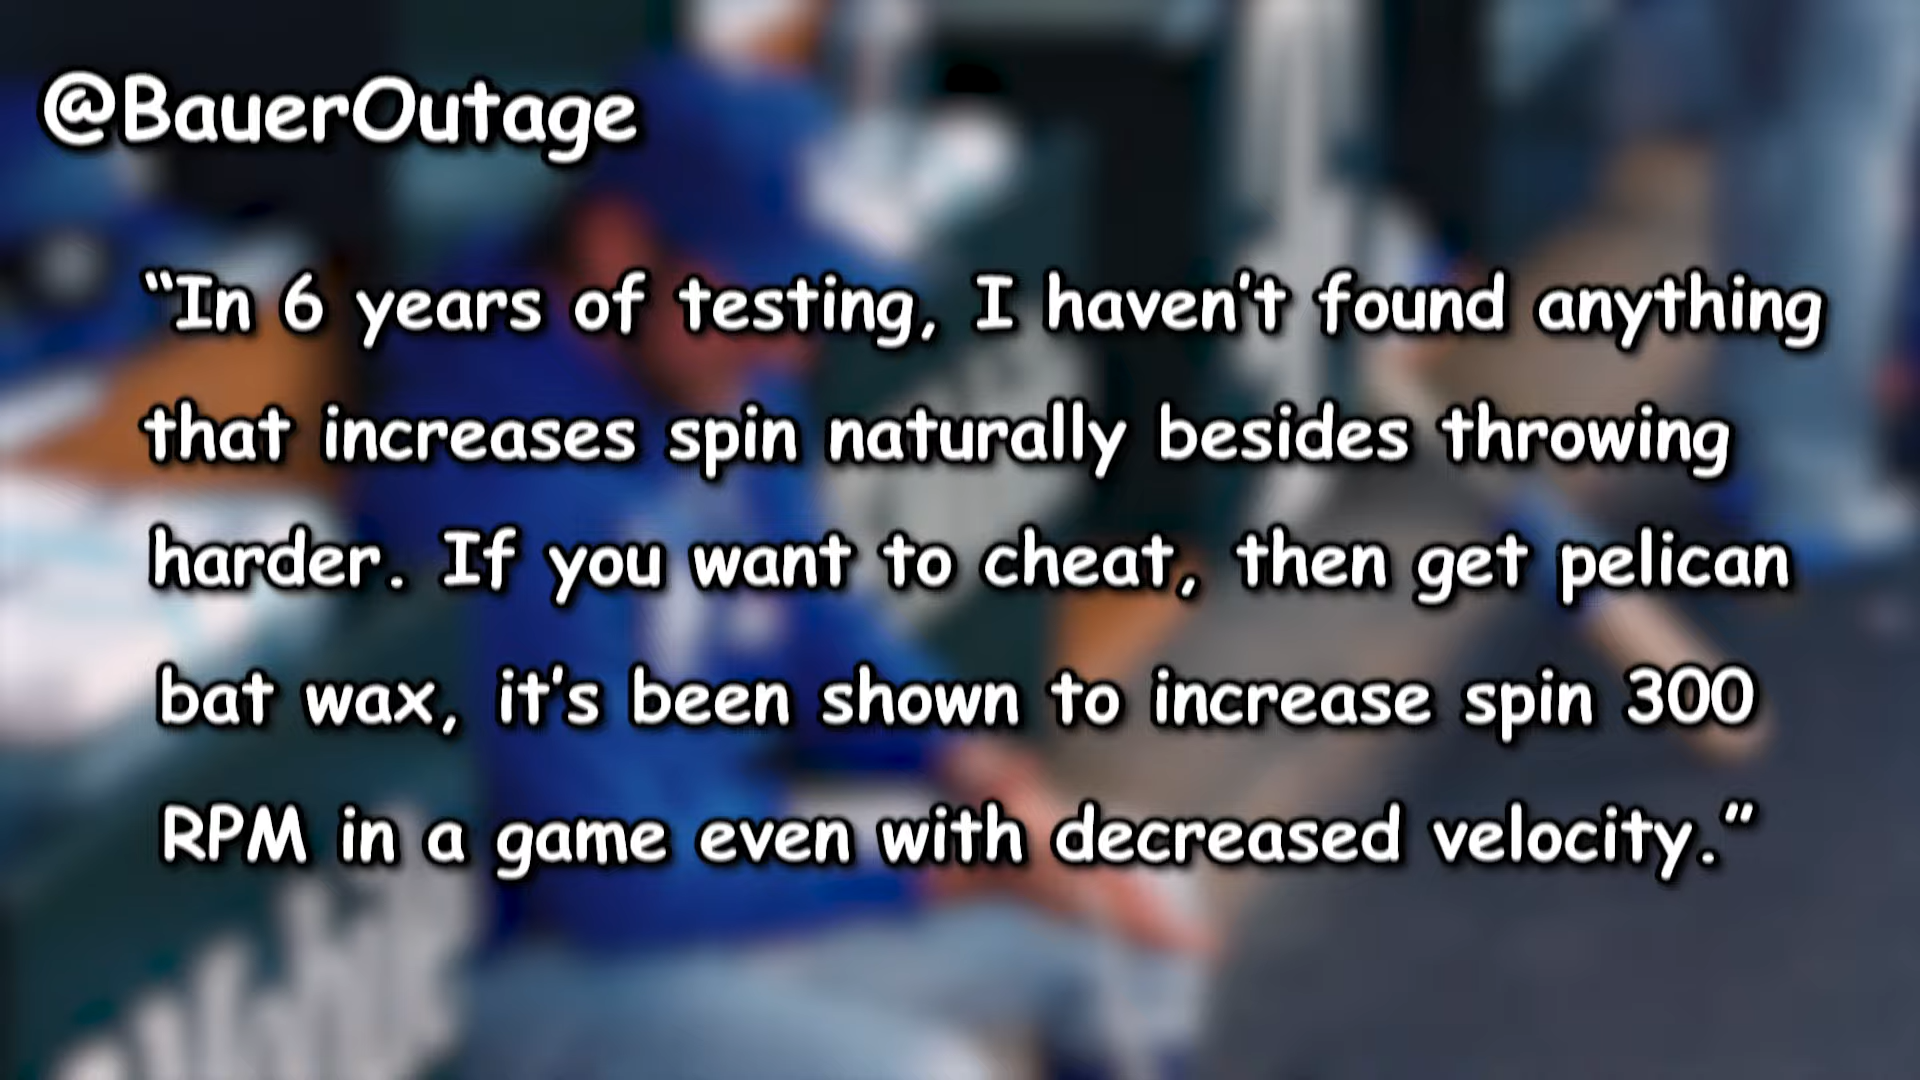 @BauerOutage
“In 6 years of testing, I haven't found anything
that increases spin naturally besides throwing
harder. If you want to cheat, then get pelican
bat wax, it's been shown to increase spin 300
RPM in a game even with decreased velocity.”